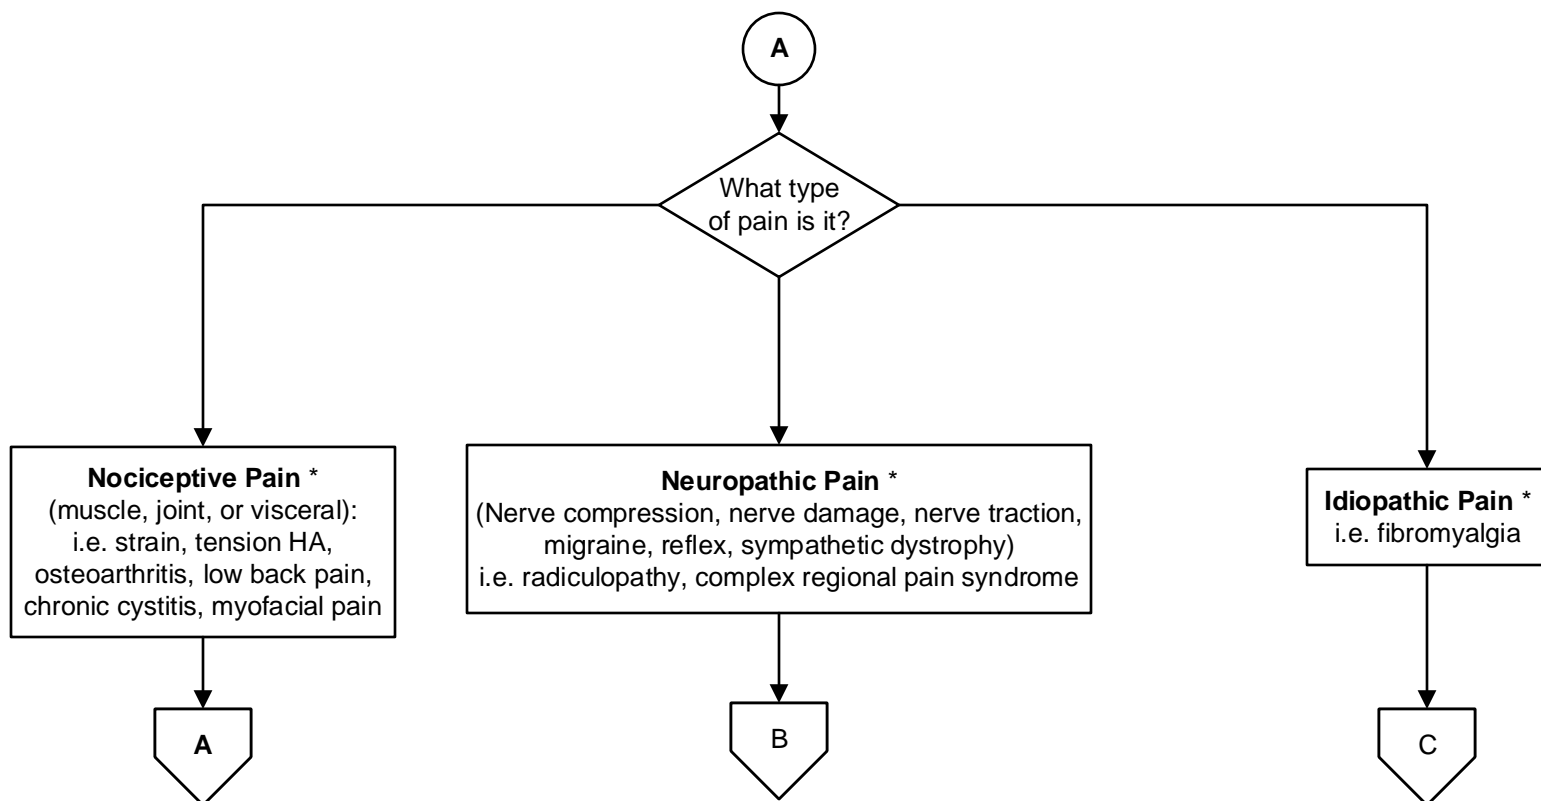 A
What type
of pain is it?
Nociceptive Pain *
(muscle, joint, or visceral):
i.e. strain, tension HA,
osteoarthritis, low back pain,
chronic cystitis, myofacial pain
Neuropathic Pain *
(Nerve compression, nerve damage, nerve traction,
migraine, reflex, sympathetic dystrophy)
i.e. radiculopathy, complex regional pain syndrome
Idiopathic Pain *
i.e. fibromyalgia
A
B
C